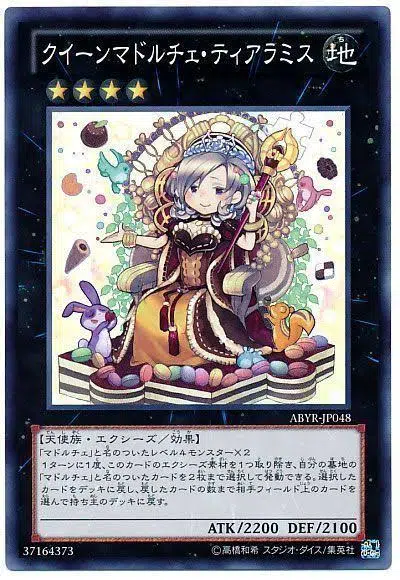 クイーンマドルチェ・ティアラミス
地
ABYR-JP048
【天使族・エクシーズ/効果】
「マドルチェ」と名のついたレベル4モンスター×2
1ターンに1度、このカードのエクシーズ素材を1つ取り除き、自分の墓地の
「マドルチェ」と名のついたカードを2枚まで選択して発動できる。選択し
たカードをデッキに戻し、戻したカードの数まで相手フィールド上のカードを
選んで持ち主のデッキに戻す。
ATK/2200 DEF/2100
37164373
©高橋和希 スタジオ・ダイス/集英社